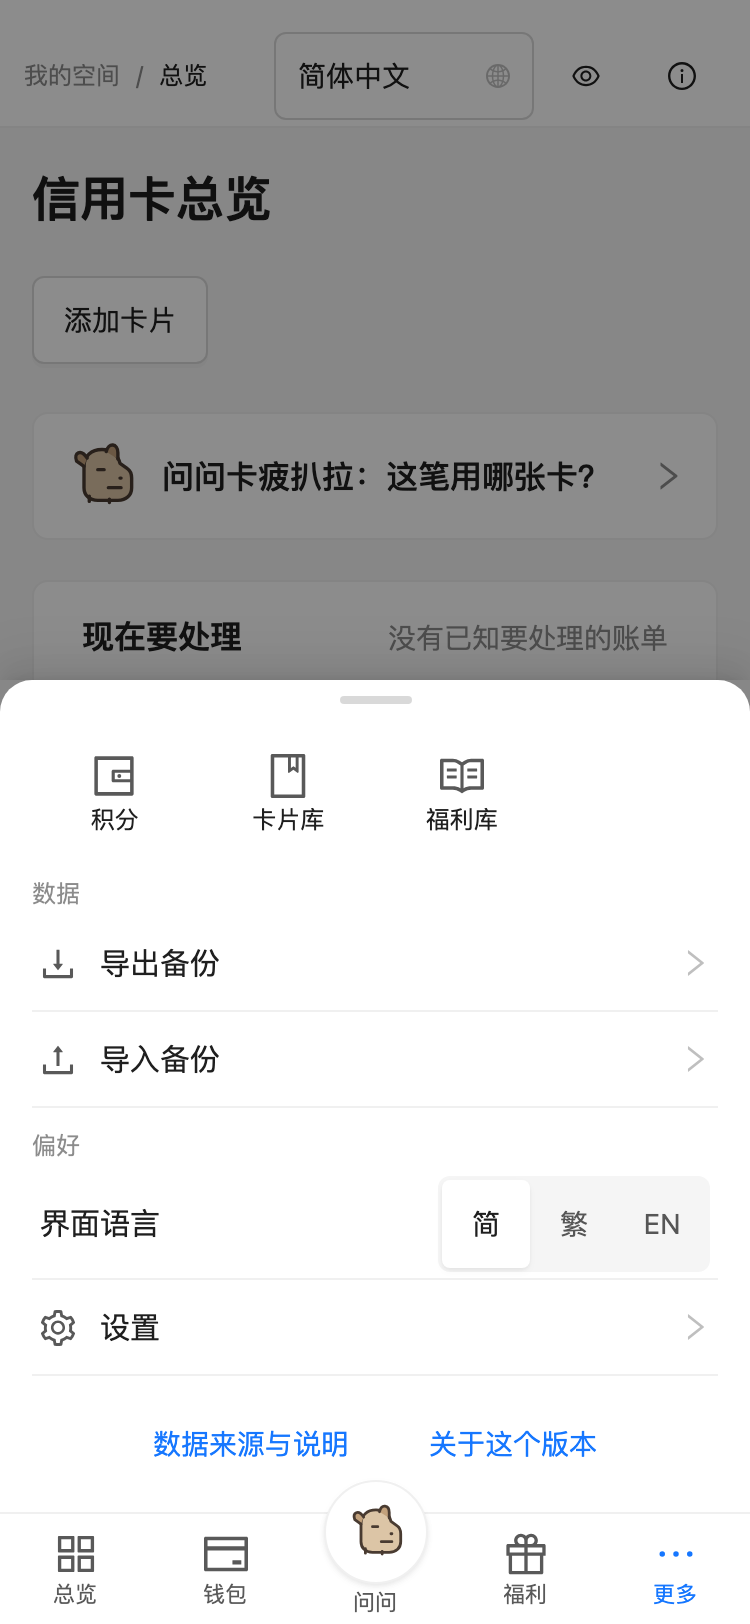 我的空间 / 总览
简体中文
信用卡总览
添加卡片
问问卡疲扒拉：这笔用哪张卡?
现在要处理
没有已知要处理的账单
积分
卡片库
福利库
数据
导出备份
导入备份
偏好
界面语言
简
繁
EN
设置
数据来源与说明
关于这个版本
总览
钱包
问问
福利
更多